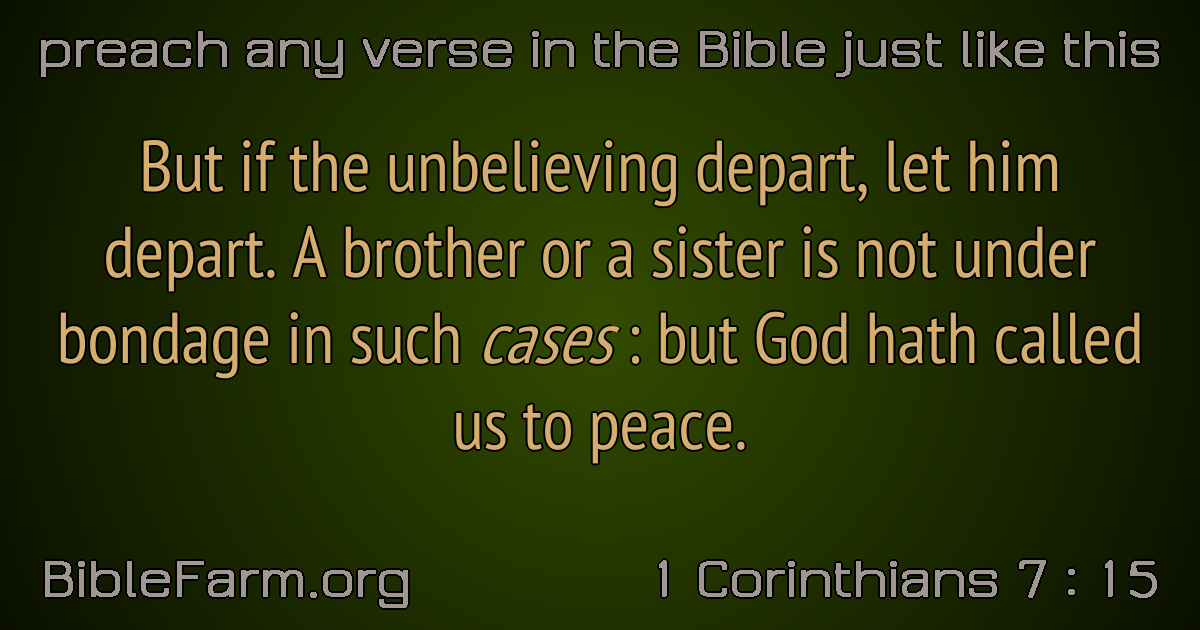 preach any verse in the Bible just like this
But if the unbelieving depart, let him
depart. A brother or a sister is not under
bondage in such cases : but God hath called
us to peace.
BibleFarm.org
1 Corinthians 7 : 15